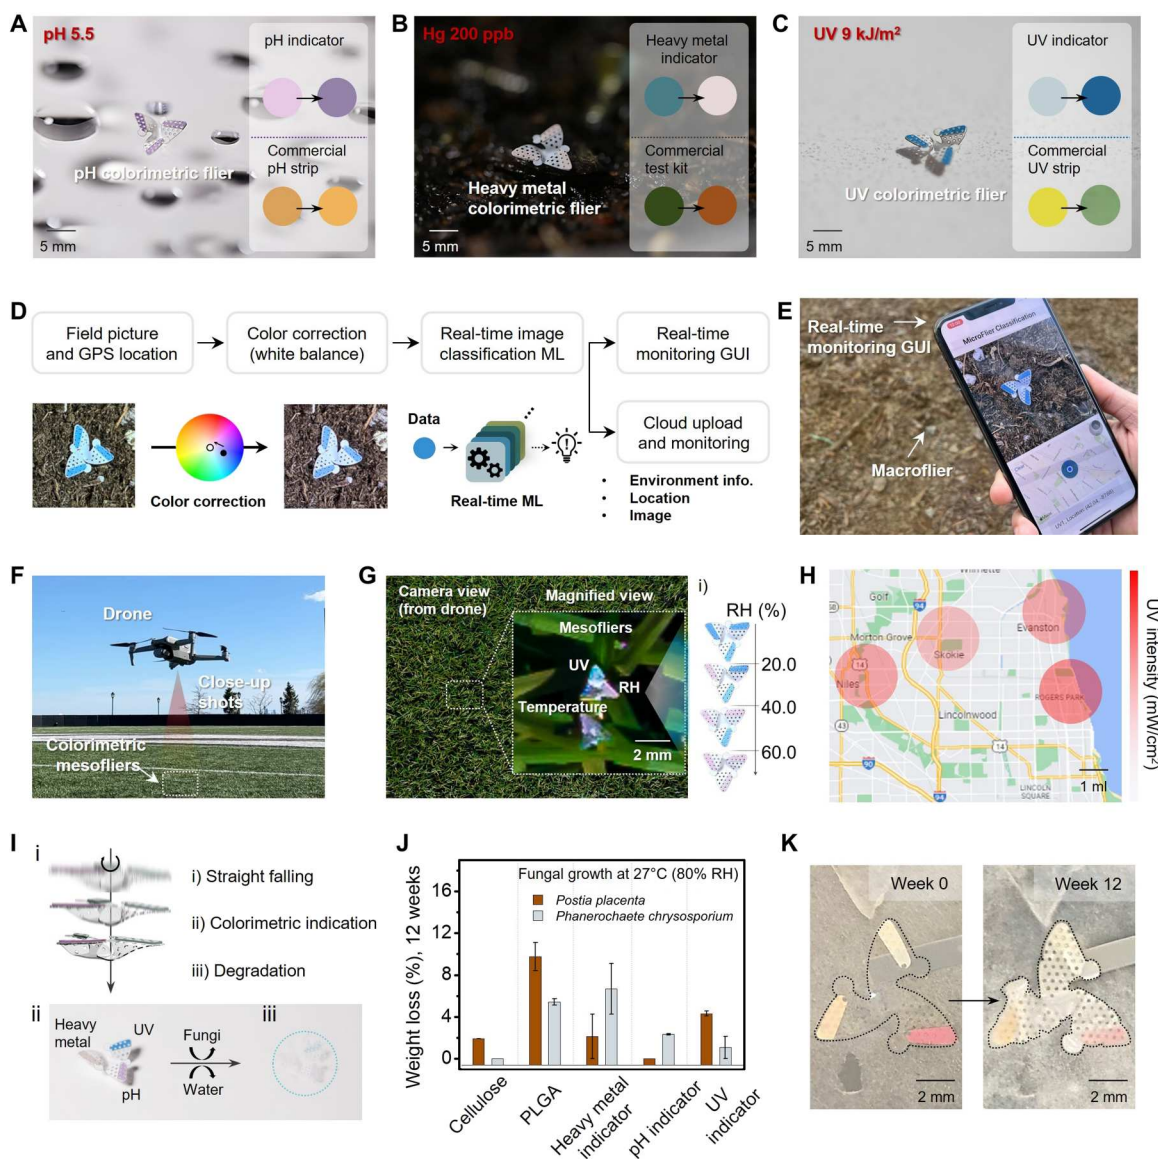 A
pH 5.5
pH indicator
Commercial
pH strip
pH colorimetric flier
5 mm
B
Hg 200 ppb
Heavy metal
indicator
Commercial
test kit
Heavy metal
colorimetric flier
5 mm
C
UV 9 kJ/m²
UV indicator
Commercial
UV strip
UV colorimetric flier
5 mm
D
Field picture
and GPS location
Color correction
(white balance)
Real-time image
classification ML
Real-time
monitoring GUI
Cloud upload
and monitoring
Color correction
Data
Real-time ML
• Environment info.
• Location
• Image
E
Real-time
monitoring GUI
MicroFlier Classification
Macroflier
F
Drone
Close-up
shots
Colorimetric
mesofliers
G
Camera view
(from drone)
Magnified view
Mesofliers
UV
RH
Temperature
2 mm
i)
RH (%)
20.0
40.0
60.0
H
Golf
94
Morton Grove
Evanston
14
Skokie
Niles
ROGERS PARK
43
Lincolnwood
14
90
94
LINCOLN
SQUARE
1 ml
UV intensity (mW/cm²)
I
i
i) Straight falling
ii) Colorimetric indication
iii) Degradation
ii
Heavy
metal
UV
pH
Fungi
Water
iii
J
Fungal growth at 27°C (80% RH)
Postia placenta
Phanerochaete chrysosporium
Weight loss (%), 12 weeks
16
12
8
4
0
Cellulose
PLGA
Heavy metal
indicator
pH indicator
UV
indicator
K
Week 0
2 mm
Week 12
2 mm